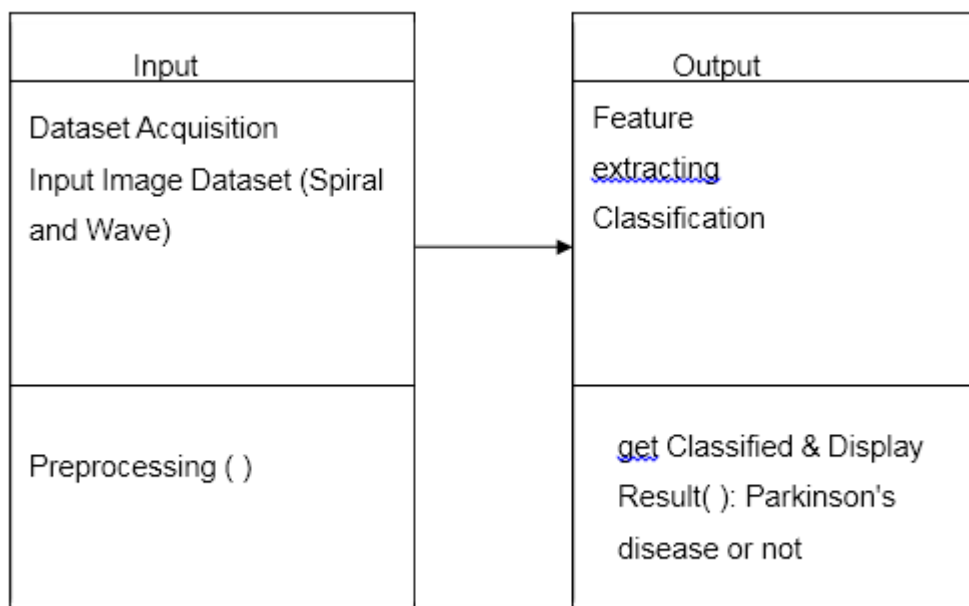 Input
Dataset Acquisition
Input Image Dataset (Spiral
and Wave)
Preprocessing ( )
Output
Feature
extracting
Classification
get Classified & Display
Result( ): Parkinson's
disease or not